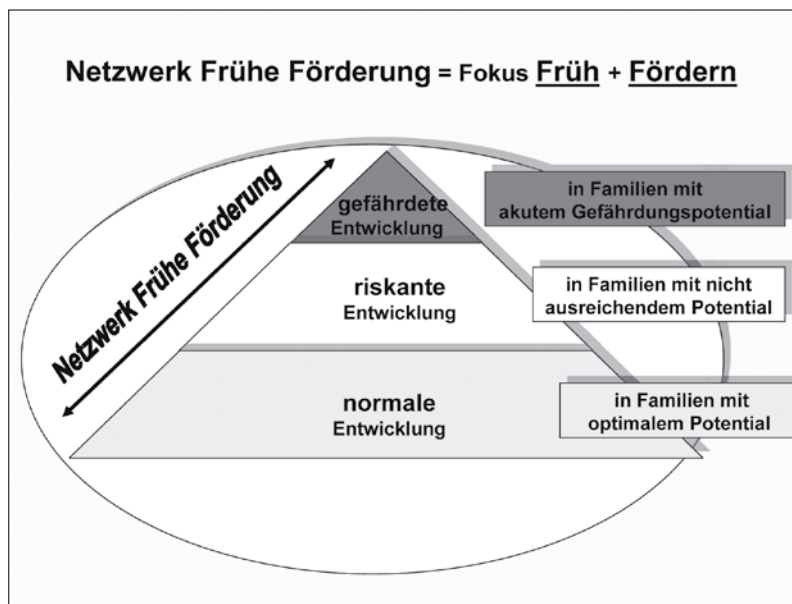 Netzwerk Frühe Förderung = Fokus Früh + Fördern
Netzwerk Frühe Förderung
gefährdete
Entwicklung
in Familien mit
akutem Gefährdungspotential
riskante
Entwicklung
in Familien mit nicht
ausreichendem Potential
normale
Entwicklung
in Familien mit
optimalem Potential